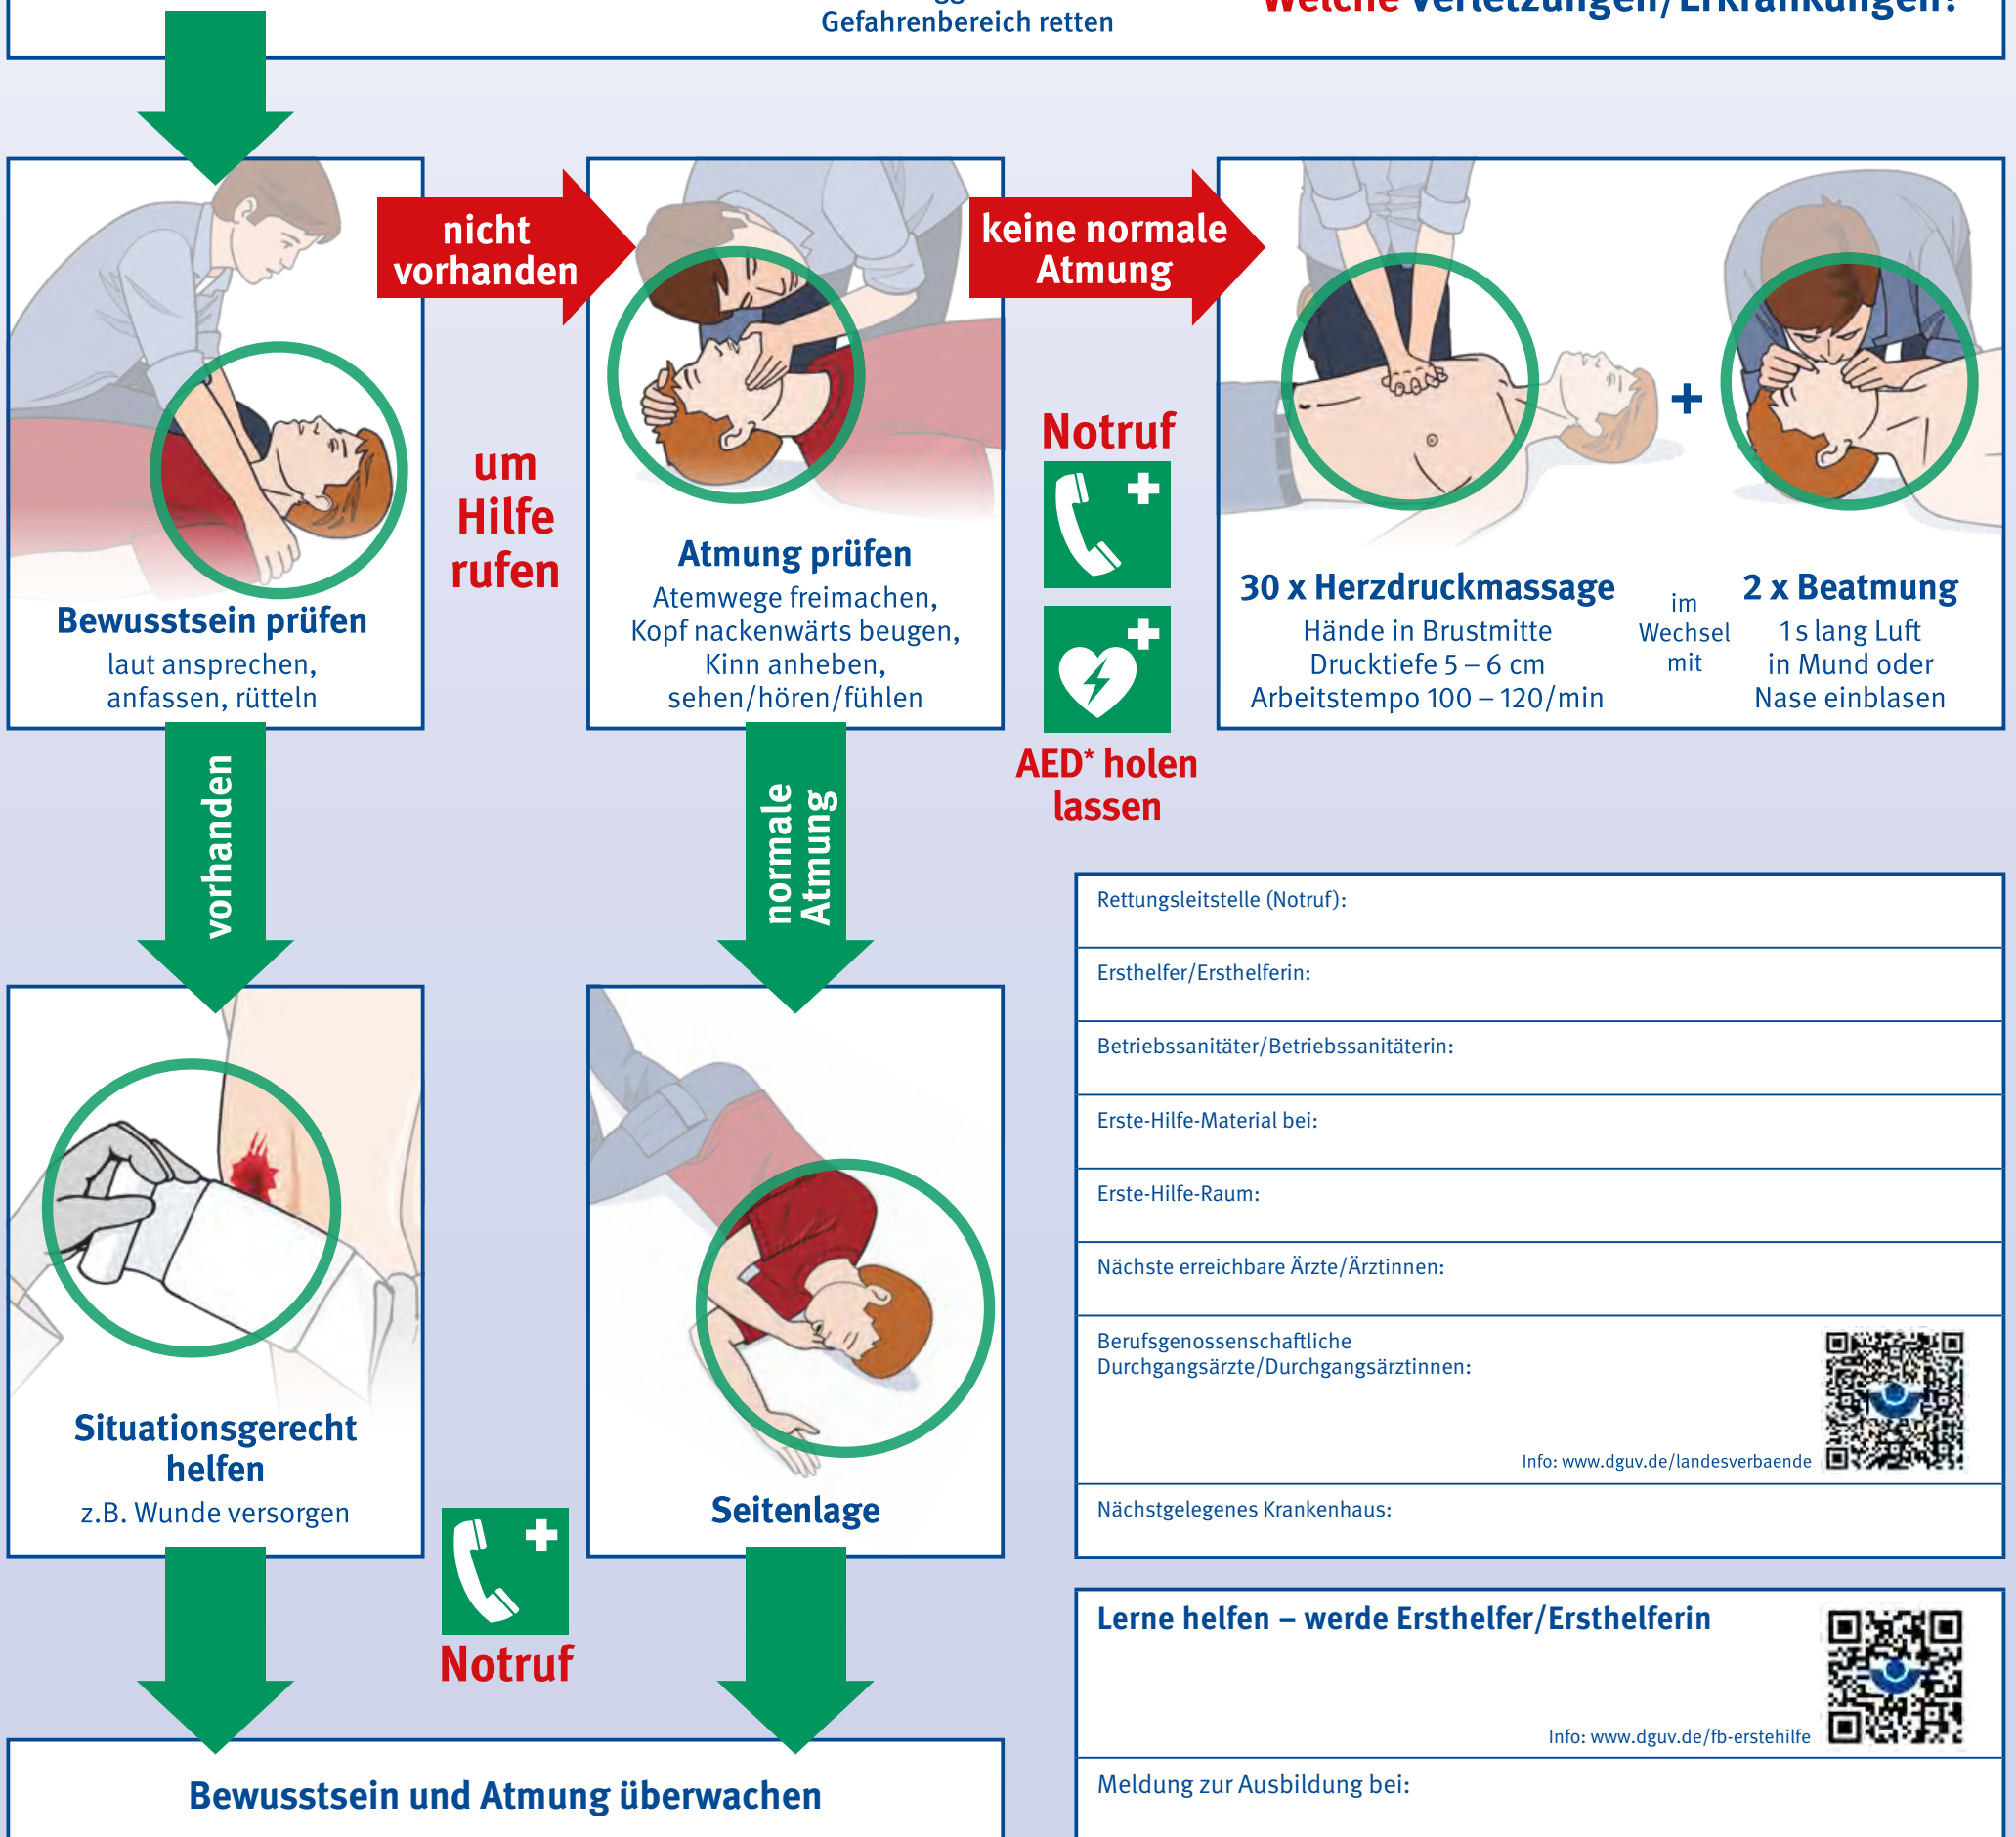 Gefahrenbereich retten
Welche Verletzungen/Erkrankungen?
nicht
vorhanden
keine normale
Atmung
um
Hilfe
rufen
Notruf
Bewusstsein prüfen
laut ansprechen,
anfassen, rütteln
Atmung prüfen
Atemwege freimachen,
Kopf nackenwärts beugen,
Kinn anheben,
sehen/hören/fühlen
+
30 x Herzdruckmassage
Hände in Brustmitte
Drucktiefe 5 – 6 cm
Arbeitstempo 100 – 120/min
im
Wechsel
mit
2 x Beatmung
1 s lang Luft
in Mund oder
Nase einblasen
AED* holen
lassen
vorhanden
normale
Atmung
Situationsgerecht
helfen
z.B. Wunde versorgen
Seitenlage
Notruf
Bewusstsein und Atmung überwachen
Rettungsleitstelle (Notruf):
Ersthelfer/Ersthelferin:
Betriebssanitäter/Betriebssanitäterin:
Erste-Hilfe-Material bei:
Erste-Hilfe-Raum:
Nächste erreichbare Ärzte/Ärztinnen:
Berufsgenossenschaftliche
Durchgangsärzte/Durchgangsärztinnen:
Info: www.dguv.de/landesverbaende
Nächstgelegenes Krankenhaus:
Lerne helfen – werde Ersthelfer/Ersthelferin
Info: www.dguv.de/fb-erstehilfe
Meldung zur Ausbildung bei: